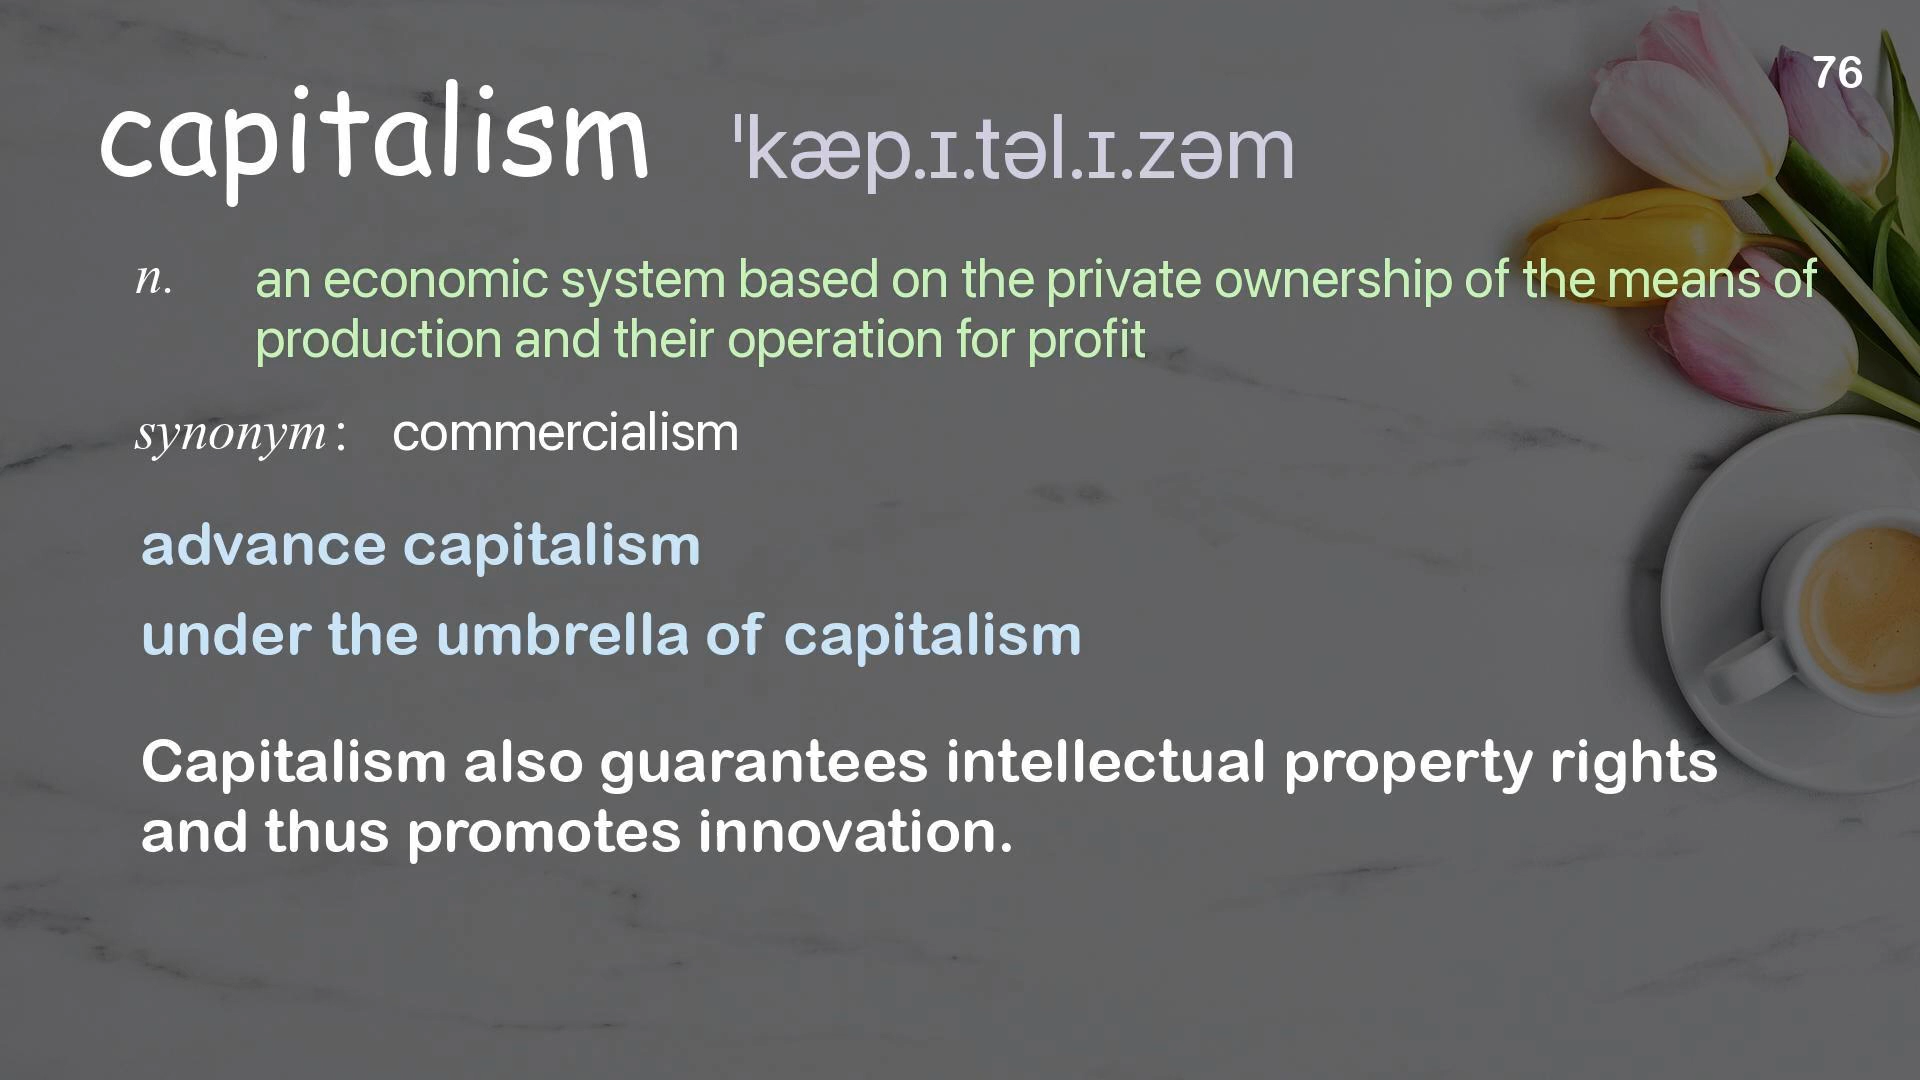 76
capitalism ˈkæp.ɪ.təl.ɪ.zəm
n. an economic system based on the private ownership of the means of
production and their operation for profit
synonym: commercialism
advance capitalism
under the umbrella of capitalism
Capitalism also guarantees intellectual property rights
and thus promotes innovation.